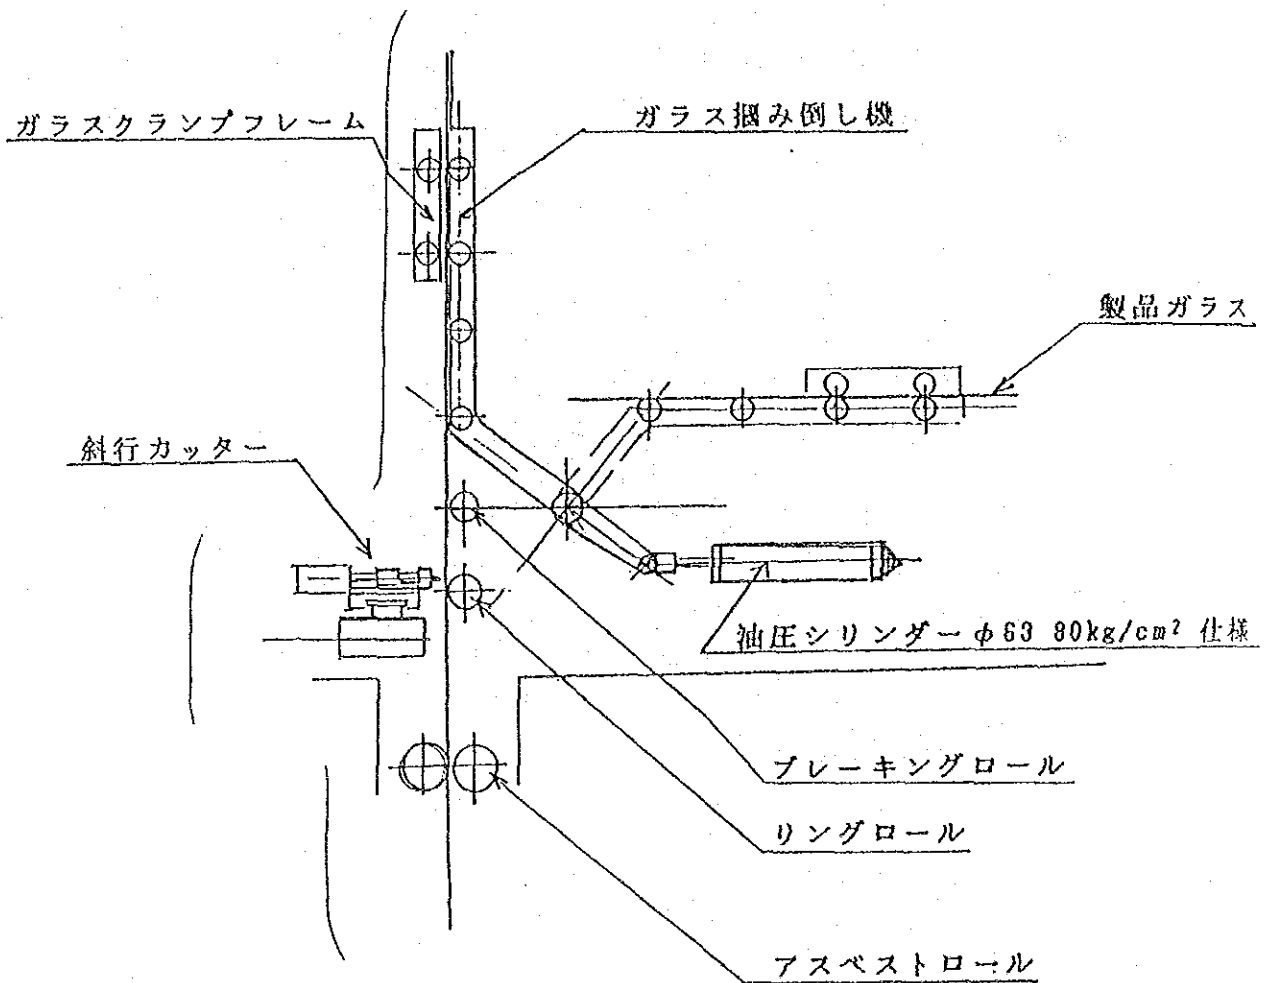 ガラスクランプフレーム
ガラス掴み倒し機
製品ガラス
斜行カッター
油圧シリンダーφ63 80kg/cm² 仕様
ブレーキングロール
リングロール
アスベストロール